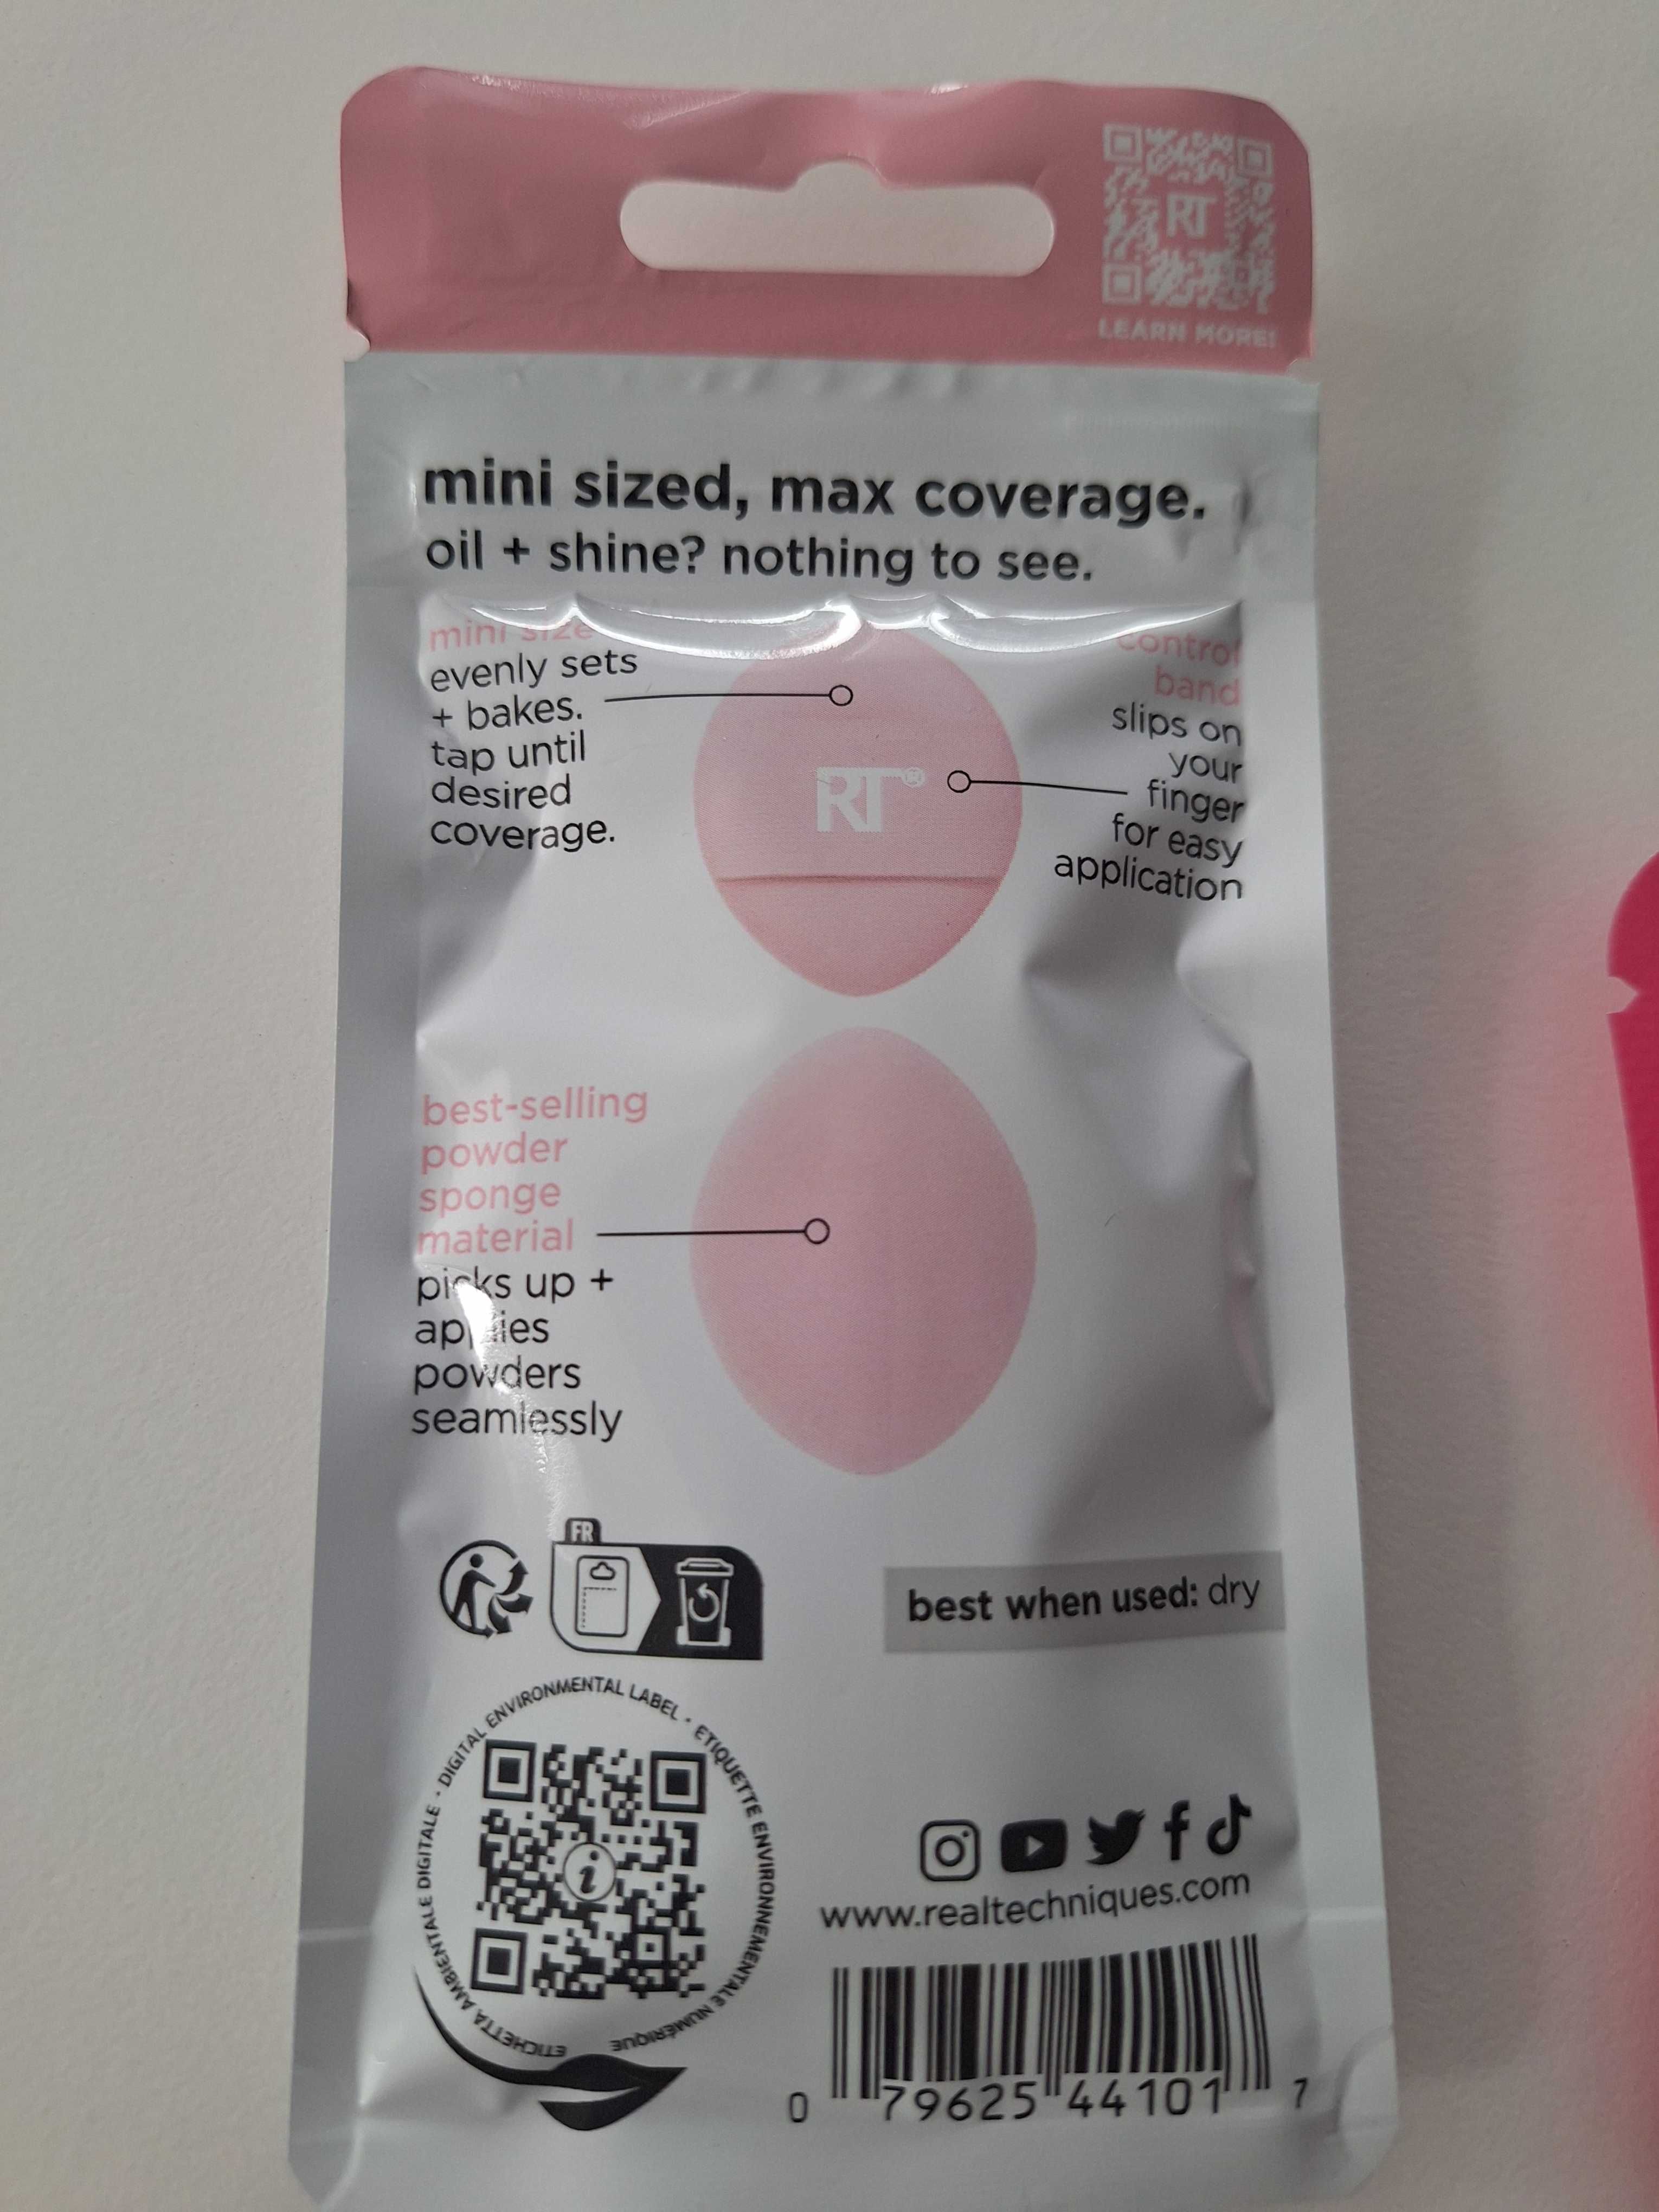 RT
LEARN MORE!
mini sized, max coverage.
oil + shine? nothing to see.
mini size
evenly sets
+ bakes.
tap until
desired
coverage.
control
band
slips on
your
finger
for easy
application
RT®
best-selling
powder
sponge
material
picks up +
applies
powders
seamlessly
FR
best when used: dry
DIGITAL ENVIRONMENTAL LABEL · ETIQUETTE ENVIRONNEMENTALE NUMÉRIQUE
ETICHETTA AMBIENTALE DIGITALE ·
i
www.realtechniques.com
0 79625 44101 7